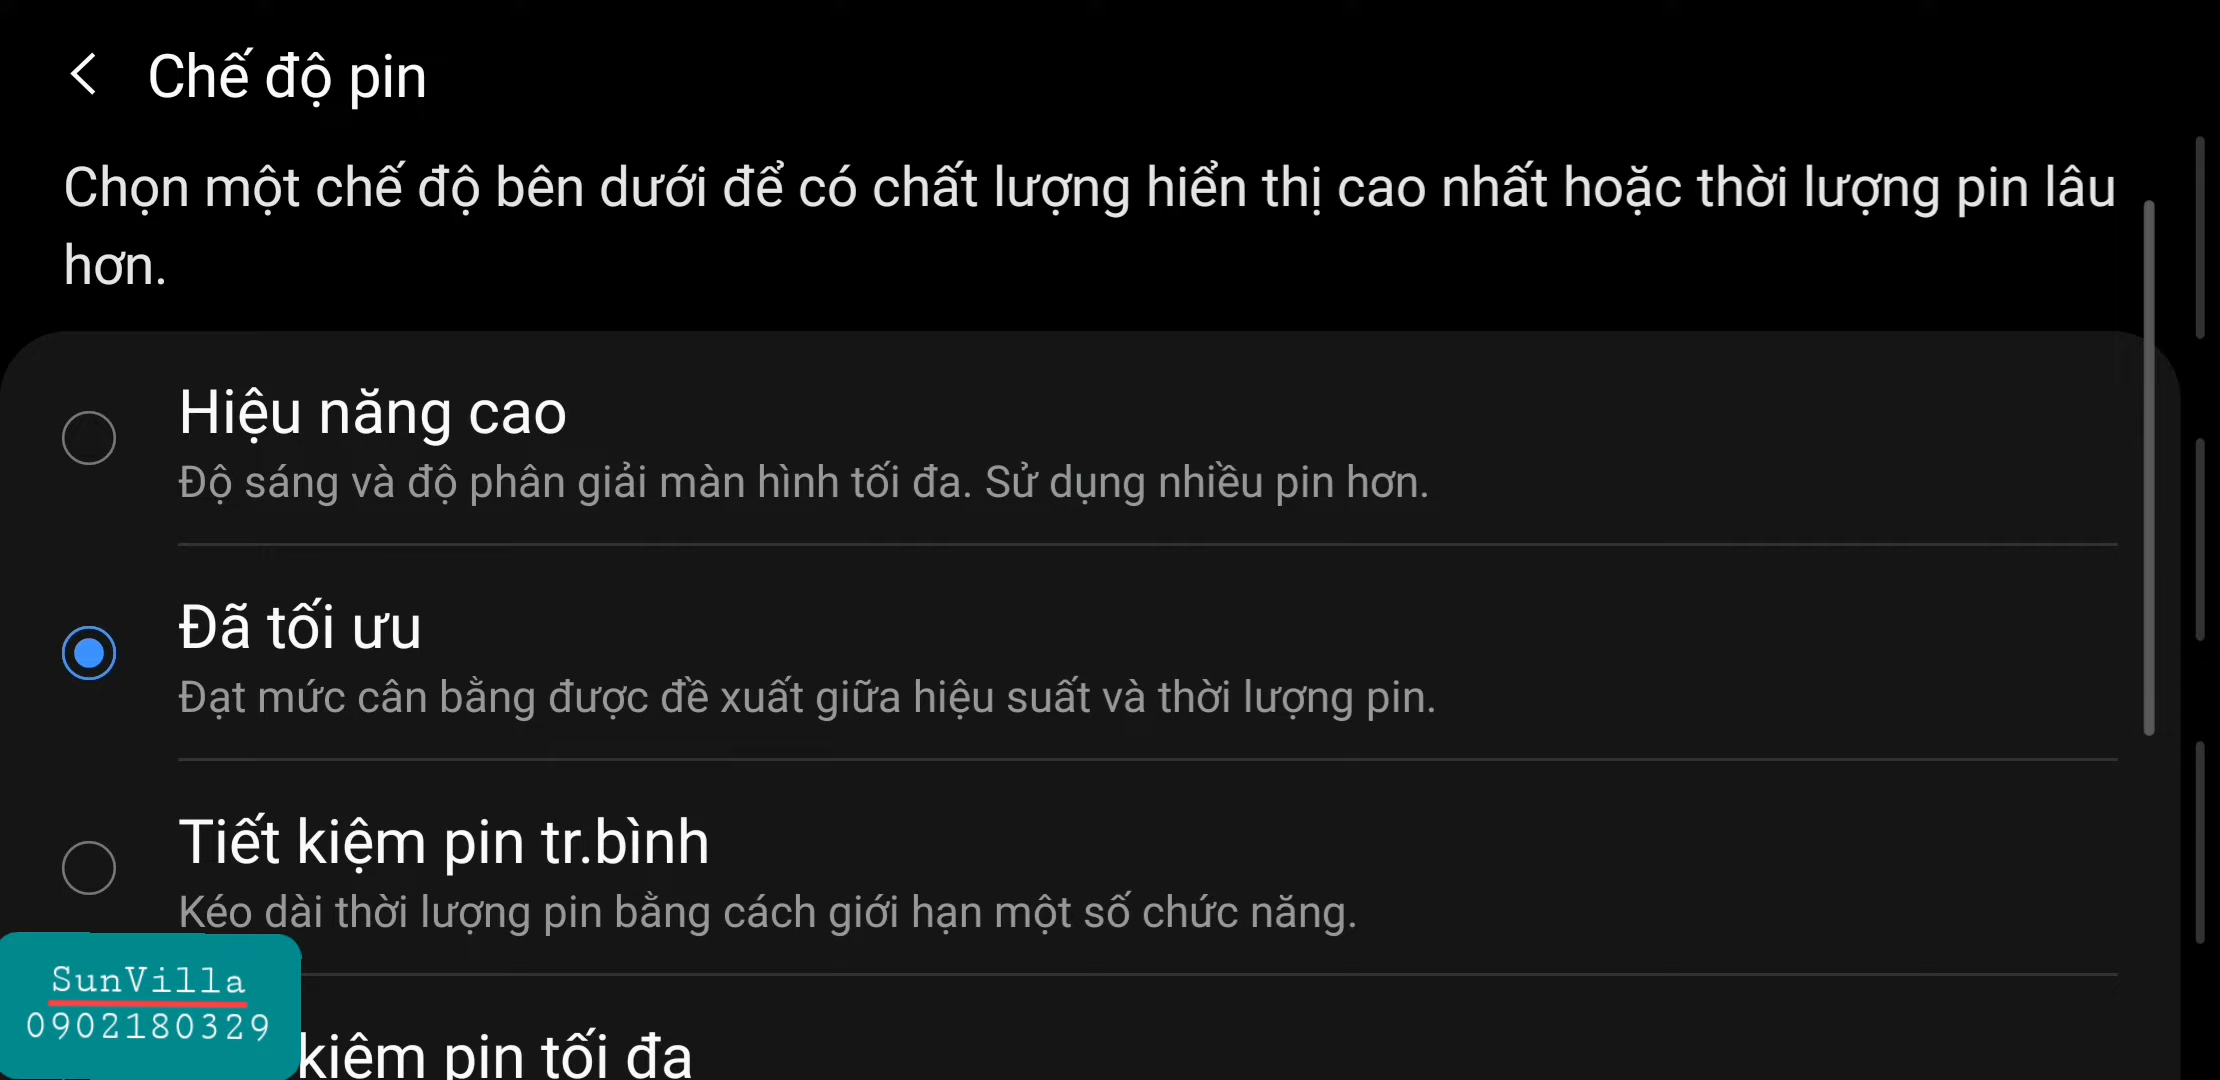 Chế độ pin
Chọn một chế độ bên dưới để có chất lượng hiển thị cao nhất hoặc thời lượng pin lâu
hơn.
Hiệu năng cao
Độ sáng và độ phân giải màn hình tối đa. Sử dụng nhiều pin hơn.
Đã tối ưu
Đạt mức cân bằng được đề xuất giữa hiệu suất và thời lượng pin.
Tiết kiệm pin tr.bình
Kéo dài thời lượng pin bằng cách giới hạn một số chức năng.
SunVilla
0902180329
kiệm pin tối đa